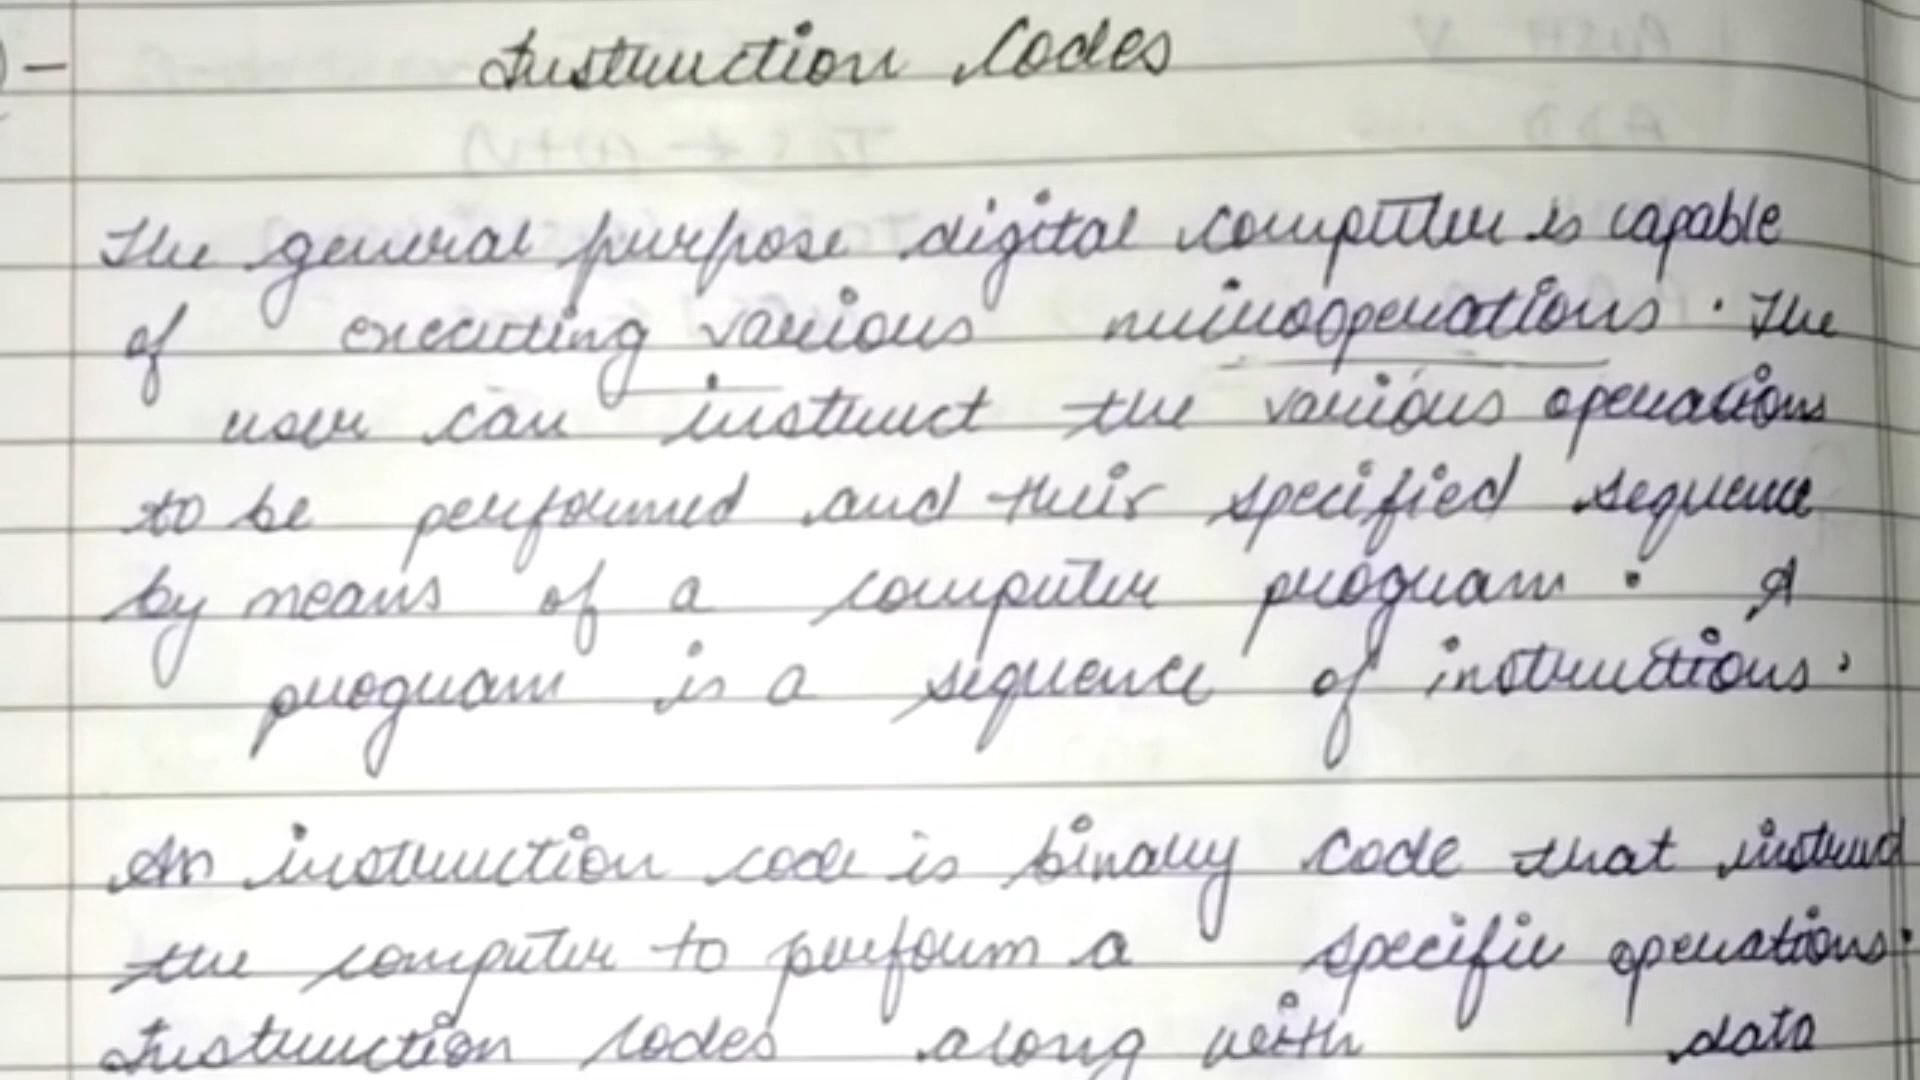 Instruction Codes
The general purpose digital computer is capable
of executing various microoperations. The
user can instruct the various operations
to be performed and their specified sequence
by means of a computer program. A
program is a sequence of instructions.
An instruction code is binary code that instruct
the computer to perform a specific operations.
Instruction codes along with data